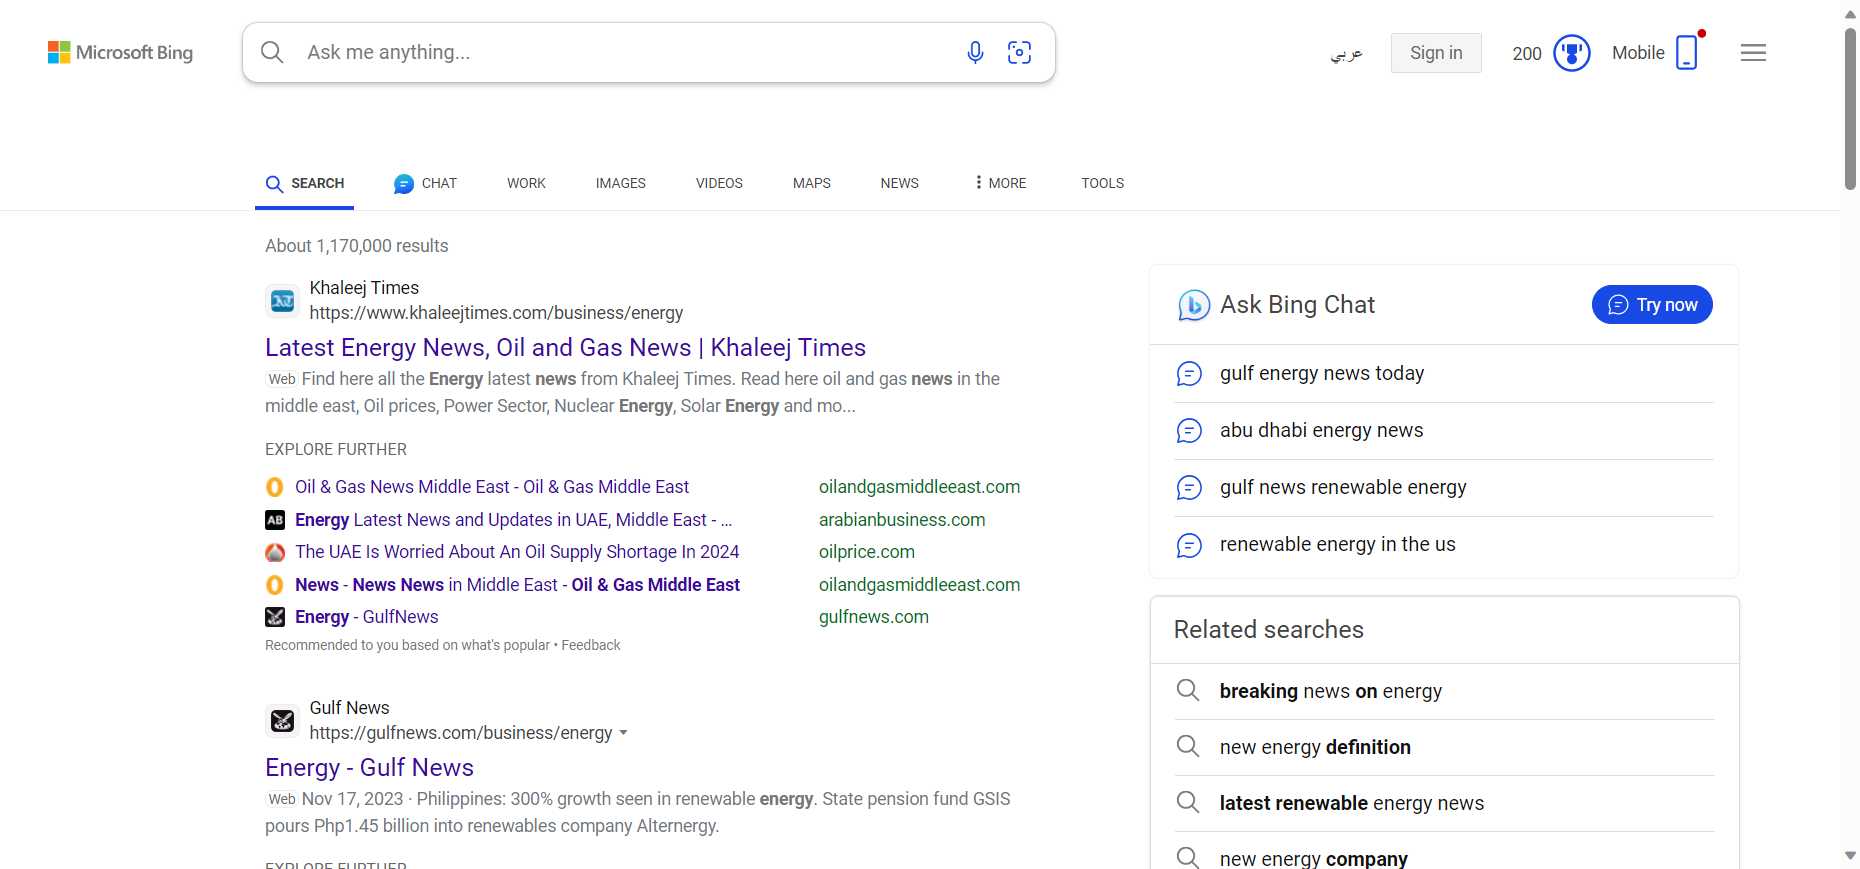 Microsoft Bing
Ask me anything...
عربي
Sign in
200
Mobile
SEARCH
CHAT
WORK
IMAGES
VIDEOS
MAPS
NEWS
MORE
TOOLS
About 1,170,000 results
Khaleej Times
https://www.khaleejtimes.com/business/energy
Latest Energy News, Oil and Gas News | Khaleej Times
Web Find here all the Energy latest news from Khaleej Times. Read here oil and gas news in the
middle east, Oil prices, Power Sector, Nuclear Energy, Solar Energy and mo...
EXPLORE FURTHER
Oil & Gas News Middle East - Oil & Gas Middle East oilandgasmiddleeast.com
AB Energy Latest News and Updates in UAE, Middle East - ... arabianbusiness.com
The UAE Is Worried About An Oil Supply Shortage In 2024 oilprice.com
News - News News in Middle East - Oil & Gas Middle East oilandgasmiddleeast.com
Energy - GulfNews gulfnews.com
Recommended to you based on what's popular • Feedback
Gulf News
https://gulfnews.com/business/energy
Energy - Gulf News
Web Nov 17, 2023 · Philippines: 300% growth seen in renewable energy. State pension fund GSIS
pours Php1.45 billion into renewables company Alternergy.
EXPLORE FURTHER
Ask Bing Chat
Try now
gulf energy news today
abu dhabi energy news
gulf news renewable energy
renewable energy in the us
Related searches
breaking news on energy
new energy definition
latest renewable energy news
new energy company